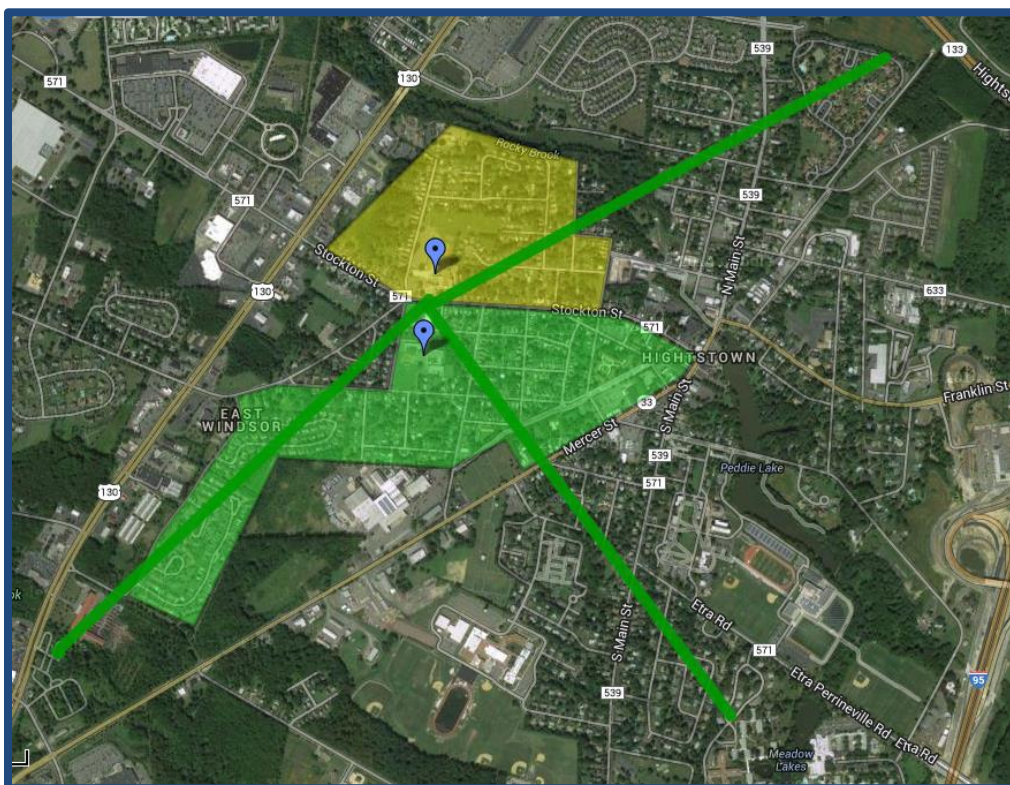 539
133
571
130
Hightst
Rocky Brook
539
571
Stockton St
N Main St
130
571
633
Stockton St
571
HIGHTSTOWN
33
Franklin St
EAST
WINDSOR
S Main St
Mercer St
539
Peddie Lake
571
130
ok
Etra Rd
S Main St
571
95
539
Etra Perrineville Rd
Etra Rd
Meadow
Lakes